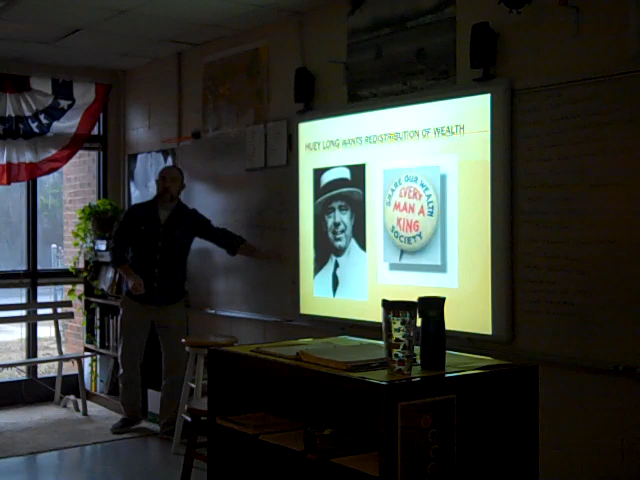 HUEY LONG WANTS REDISTRIBUTION OF WEALTH
SHARE OUR WEALTH
EVERY
MAN A
KING
SOCIETY